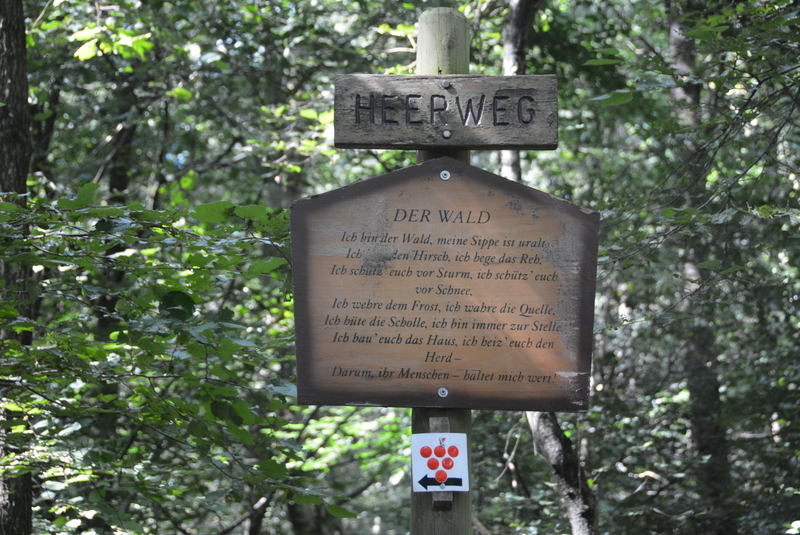 HEERWEG
DER WALD
Ich bin der Wald, meine Sippe ist uralt,
Ich den Hirsch, ich hege das Reh,
Ich schütz' euch vor Sturm, ich schütz' euch
vor Schnee.
Ich wehre dem Frost, ich wahre die Quelle,
Ich hüte die Scholle, ich bin immer zur Stelle
Ich bau' euch das Haus, ich heiz' euch den
Herd –
Darum, ihr Menschen – haltet mich wert!